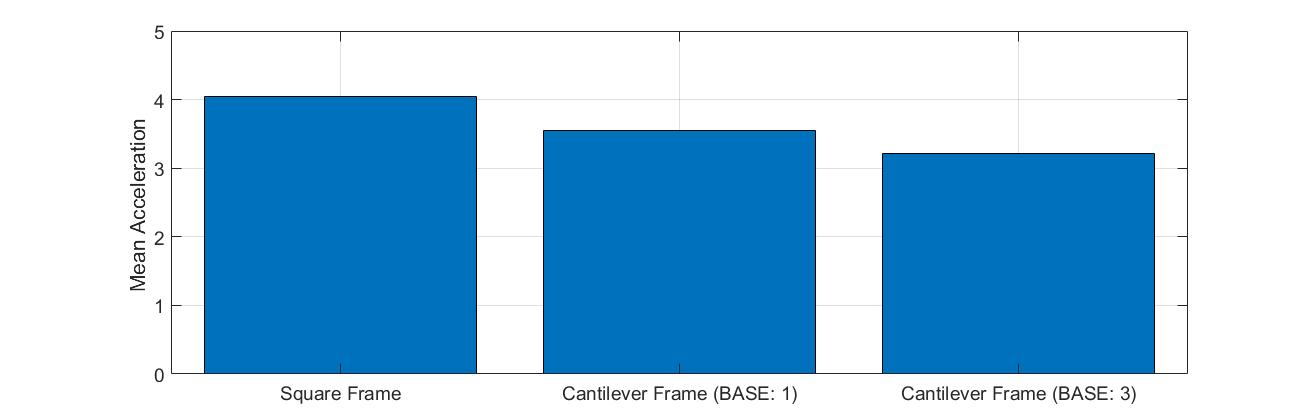 5
4
3
2
1
0
Mean Acceleration
Square Frame
Cantilever Frame (BASE: 1)
Cantilever Frame (BASE: 3)